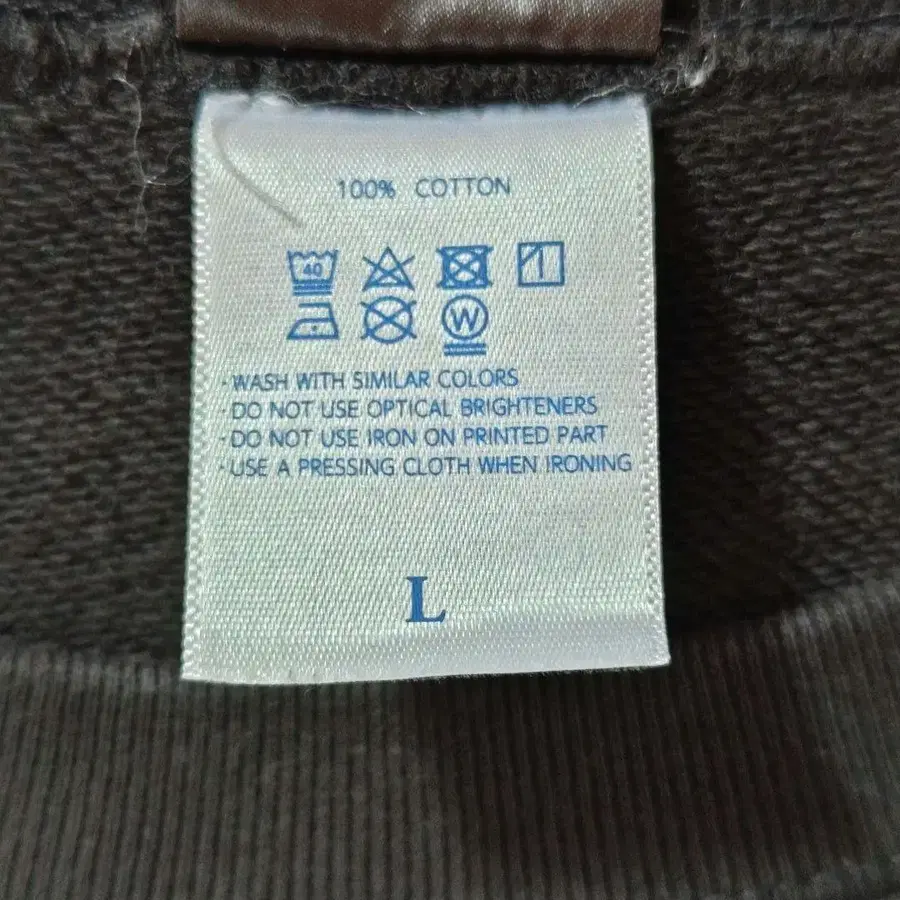 100% COTTON
40
W
· WASH WITH SIMILAR COLORS
· DO NOT USE OPTICAL BRIGHTENERS
· DO NOT USE IRON ON PRINTED PART
· USE A PRESSING CLOTH WHEN IRONING
L